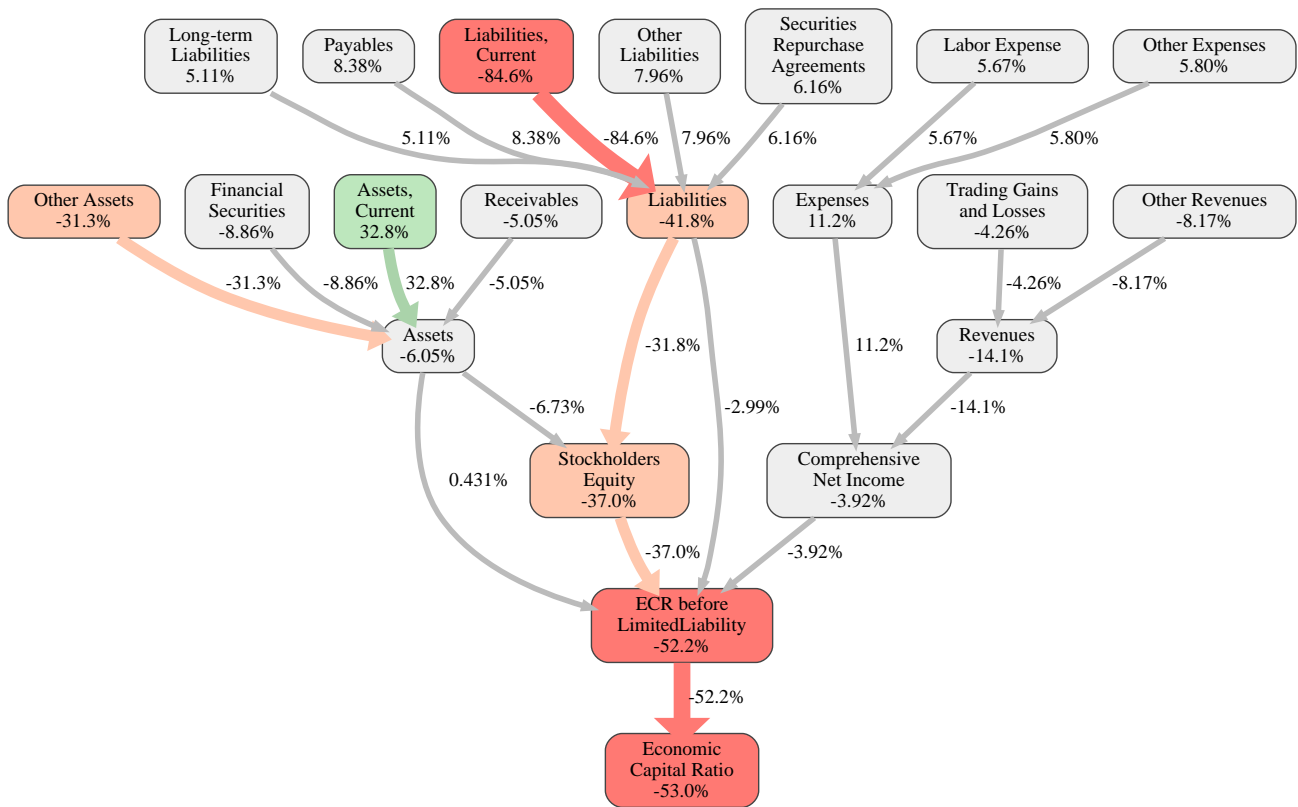 Long-term
Liabilities
5.11%
Payables
8.38%
Liabilities,
Current
-84.6%
Other
Liabilities
7.96%
Securities
Repurchase
Agreements
6.16%
Labor Expense
5.67%
Other Expenses
5.80%
5.11%
8.38%
-84.6%
7.96%
6.16%
5.67%
5.80%
Other Assets
-31.3%
Financial
Securities
-8.86%
Assets,
Current
32.8%
Receivables
-5.05%
Liabilities
-41.8%
Expenses
11.2%
Trading Gains
and Losses
-4.26%
Other Revenues
-8.17%
-31.3%
-8.86%
32.8%
-5.05%
-4.26%
-8.17%
Assets
-6.05%
-31.8%
11.2%
Revenues
-14.1%
-6.73%
-2.99%
-14.1%
0.431%
Stockholders
Equity
-37.0%
Comprehensive
Net Income
-3.92%
-37.0%
-3.92%
ECR before
LimitedLiability
-52.2%
-52.2%
Economic
Capital Ratio
-53.0%